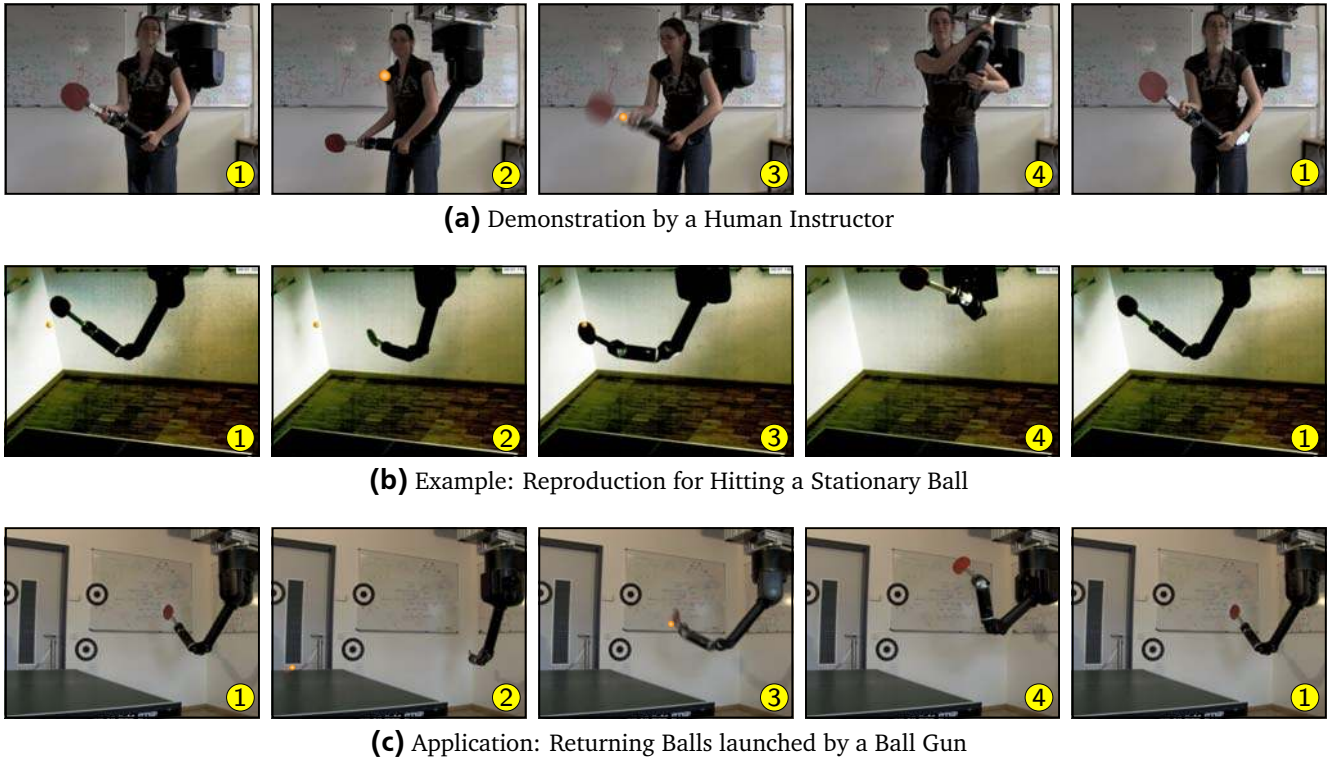 1 2 3 4 1
(a) Demonstration by a Human Instructor
1 2 3 4 1
(b) Example: Reproduction for Hitting a Stationary Ball
1 2 3 4 1
(c) Application: Returning Balls launched by a Ball Gun